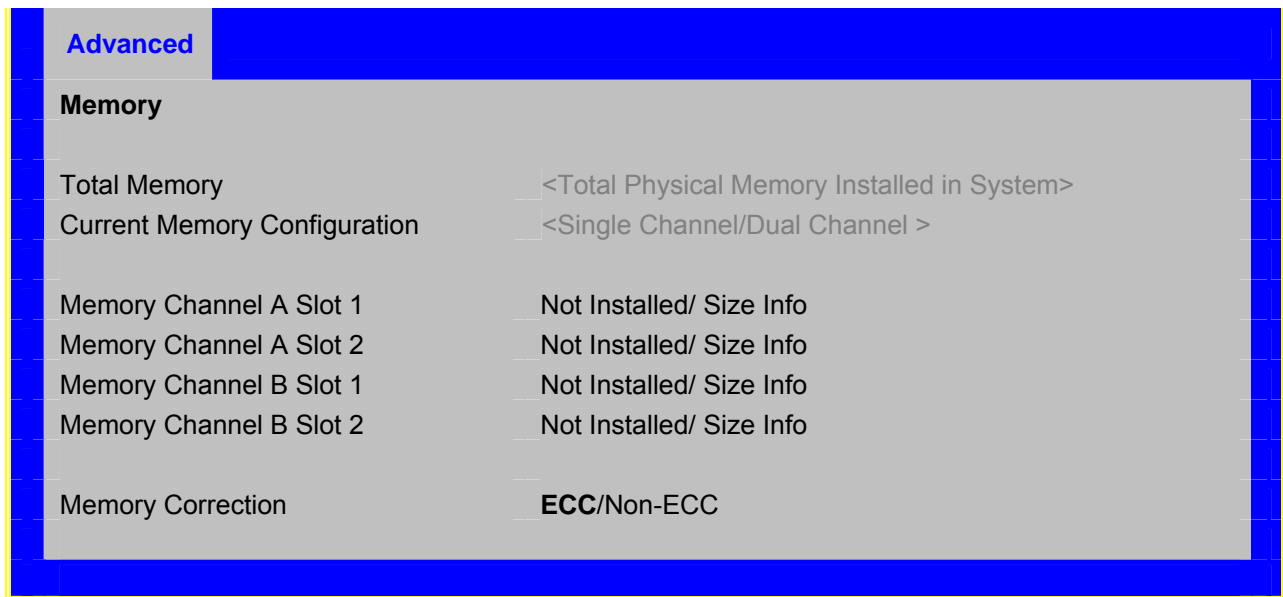 Advanced
Memory
Total Memory <Total Physical Memory Installed in System>
Current Memory Configuration <Single Channel/Dual Channel >
Memory Channel A Slot 1 Not Installed/ Size Info
Memory Channel A Slot 2 Not Installed/ Size Info
Memory Channel B Slot 1 Not Installed/ Size Info
Memory Channel B Slot 2 Not Installed/ Size Info
Memory Correction ECC/Non-ECC